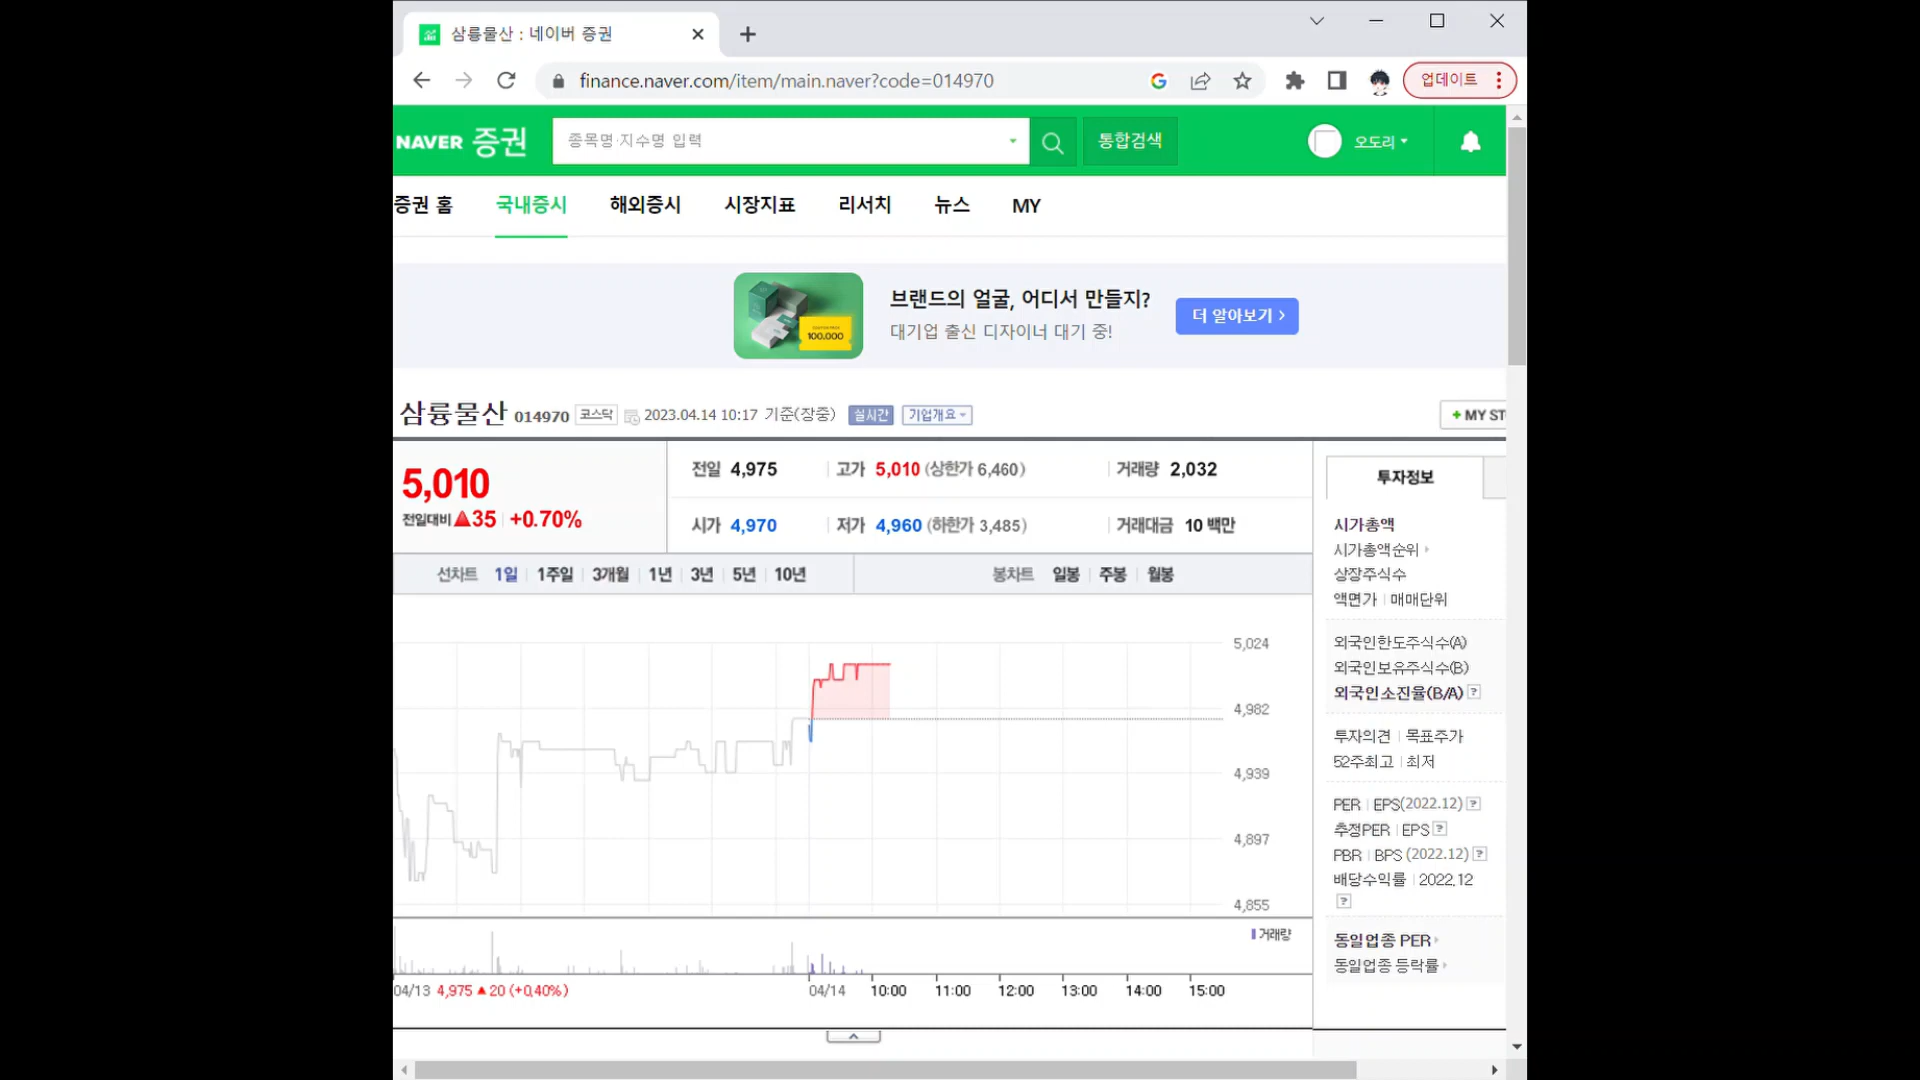 삼륭물산 : 네이버 증권
finance.naver.com/item/main.naver?code=014970
업데이트
NAVER 증권
종목명·지수명 입력
통합검색
오도리
증권 홈 국내증시 해외증시 시장지표 리서치 뉴스 MY
100,000
브랜드의 얼굴, 어디서 만들지?
대기업 출신 디자이너 대기 중!
더 알아보기
삼륭물산 014970 코스닥 2023.04.14 10:17 기준(장중) 실시간 기업개요
+ MY ST
5,010
전일대비 ▲35 +0.70%
전일 4,975 고가 5,010 (상한가 6,460) 거래량 2,032
시가 4,970 저가 4,960 (하한가 3,485) 거래대금 10 백만
선차트 1일 1주일 3개월 1년 3년 5년 10년
봉차트 일봉 주봉 월봉
5,024
4,982
4,939
4,897
4,855
거래량
04/13 4,975 ▲20 (+0.40%)
04/14 10:00 11:00 12:00 13:00 14:00 15:00
투자정보
시가총액
시가총액순위
상장주식수
액면가 매매단위
외국인한도주식수(A)
외국인보유주식수(B)
외국인소진율(B/A) ?
투자의견 목표주가
52주최고 최저
PER EPS(2022.12) ?
추정PER EPS ?
PBR BPS (2022.12) ?
배당수익률 2022.12
?
동일업종 PER
동일업종 등락률